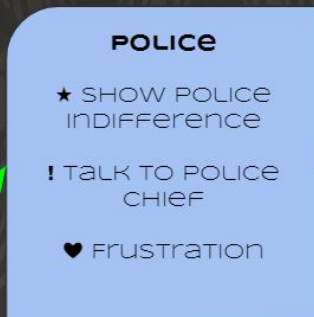 POLICE
★ SHOW POLICE
INDIFFERENCE
! TALK TO POLICE
CHIEF
♥ FRUSTRATION